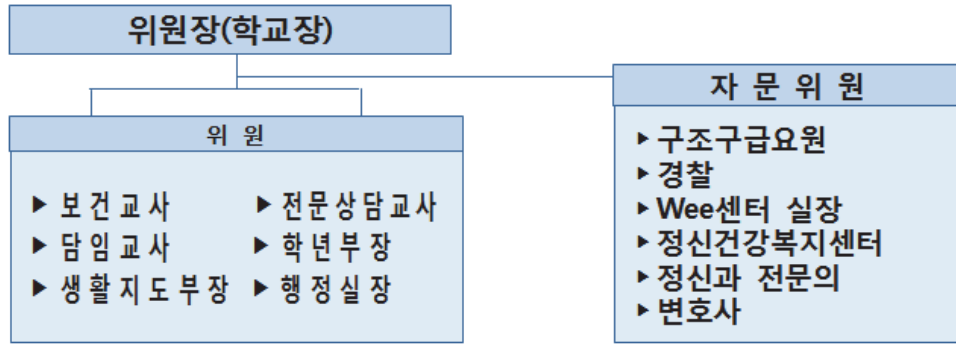 위원장(학교장)
위 원
▶ 보건교사 ▶ 전문상담교사
▶ 담임교사 ▶ 학년부장
▶ 생활지도부장 ▶ 행정실장
자 문 위 원
▶구조구급요원
▶경찰
▶Wee센터 실장
▶정신건강복지센터
▶정신과 전문의
▶변호사